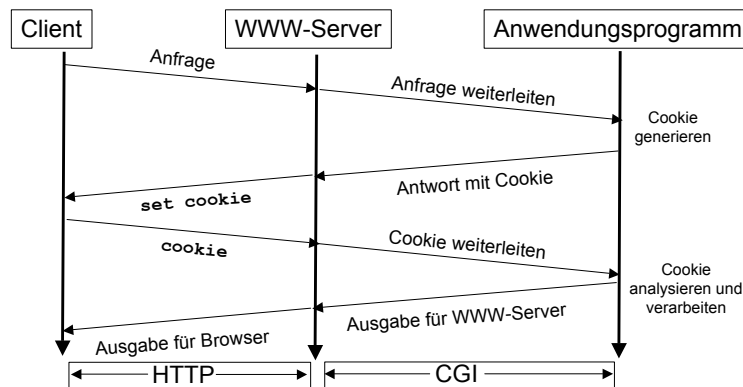 Client
WWW-Server
Anwendungsprogramm
Anfrage
Anfrage weiterleiten
Cookie
generieren
Antwort mit Cookie
set cookie
cookie
Cookie weiterleiten
Cookie
analysieren und
verarbeiten
Ausgabe für WWW-Server
Ausgabe für Browser
HTTP
CGI